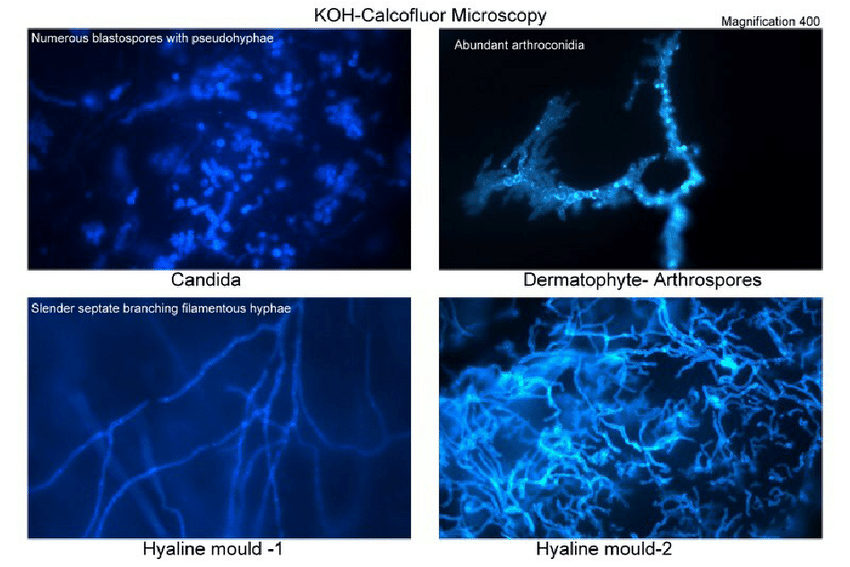 KOH-Calcofluor Microscopy
Magnification 400
Numerous blastospores with pseudohyphae
Abundant arthroconidia
Candida
Dermatophyte- Arthrospores
Slender septate branching filamentous hyphae
Hyaline mould -1
Hyaline mould-2